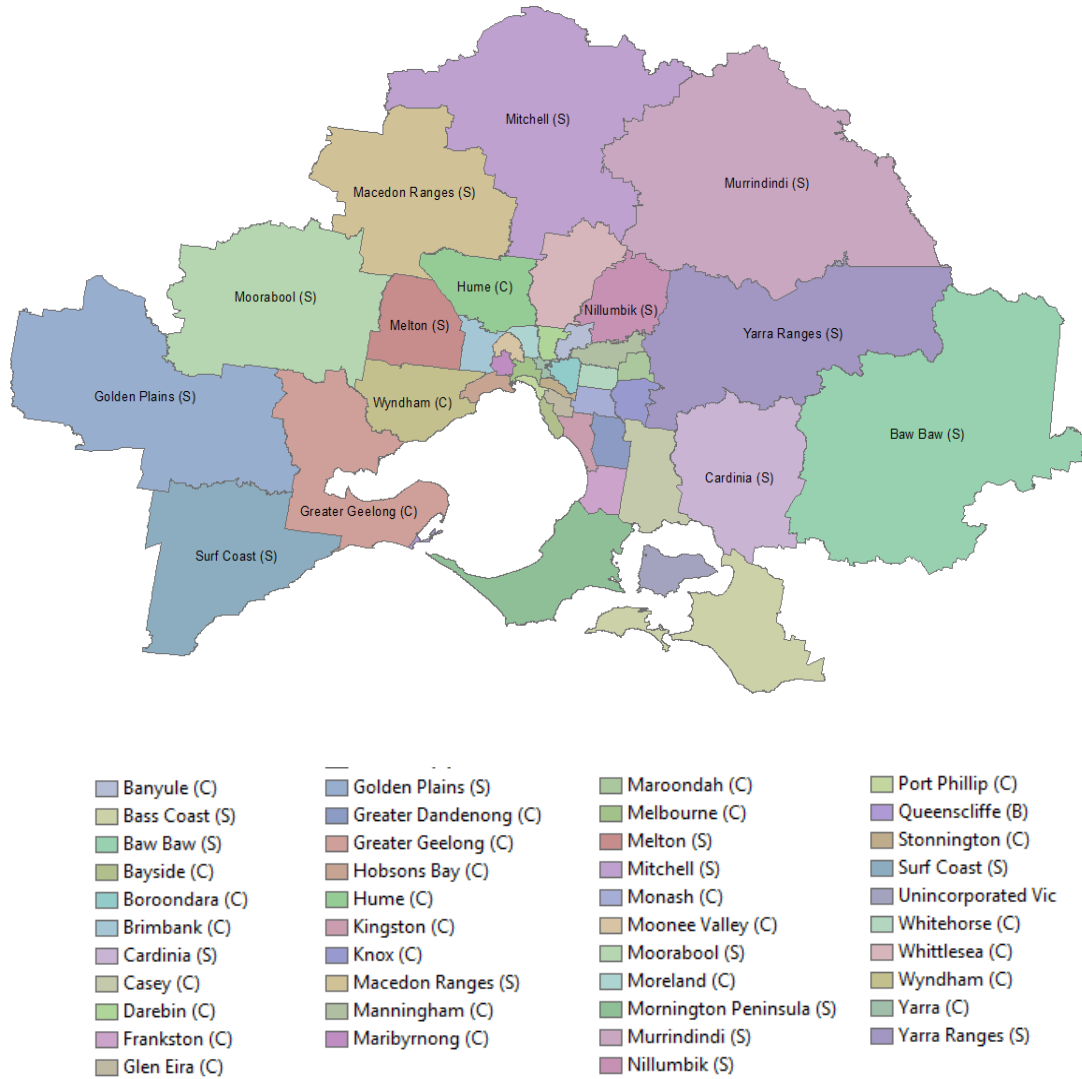 Mitchell (S)
Murrindindi (S)
Macedon Ranges (S)
Hume (C)
Moorabool (S)
Nillumbik (S)
Melton (S)
Yarra Ranges (S)
Golden Plains (S)
Wyndham (C)
Baw Baw (S)
Cardinia (S)
Greater Geelong (C)
Surf Coast (S)
Banyule (C)
Bass Coast (S)
Baw Baw (S)
Bayside (C)
Boroondara (C)
Brimbank (C)
Cardinia (S)
Casey (C)
Darebin (C)
Frankston (C)
Glen Eira (C)
Golden Plains (S)
Greater Dandenong (C)
Greater Geelong (C)
Hobsons Bay (C)
Hume (C)
Kingston (C)
Knox (C)
Macedon Ranges (S)
Manningham (C)
Maribyrnong (C)
Maroondah (C)
Melbourne (C)
Melton (S)
Mitchell (S)
Monash (C)
Moonee Valley (C)
Moorabool (S)
Moreland (C)
Mornington Peninsula (S)
Murrindindi (S)
Nillumbik (S)
Port Phillip (C)
Queenscliffe (B)
Stonnington (C)
Surf Coast (S)
Unincorporated Vic
Whitehorse (C)
Whittlesea (C)
Wyndham (C)
Yarra (C)
Yarra Ranges (S)